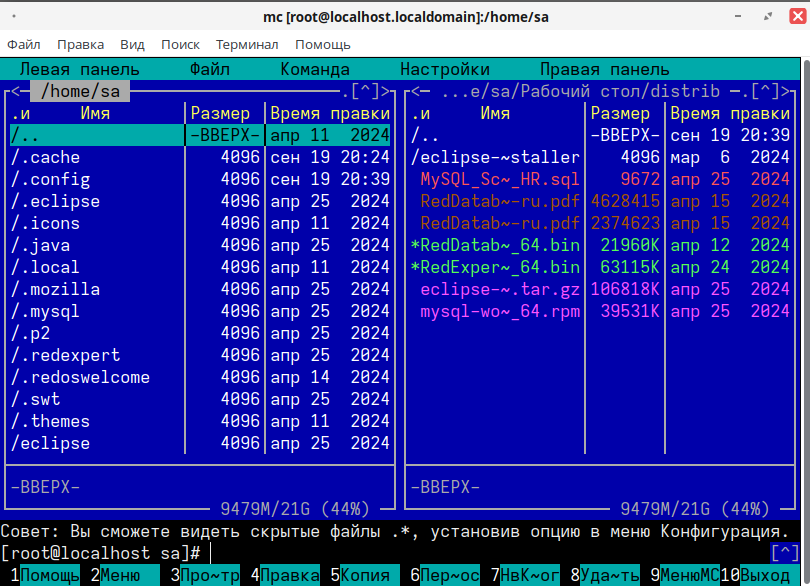 mc [root@localhost.localdomain]:/home/sa
Файл Правка Вид Поиск Терминал Помощь
Левая панель Файл Команда Настройки Правая панель
<─ /home/sa .[^]> <─ ...e/sa/Рабочий стол/distrib ─.[^]>
.и Имя Размер Время правки .и Имя Размер Время правки
/.. -ВВЕРХ- апр 11 2024 /.. -ВВЕРХ- сен 19 20:39
/.cache 4096 сен 19 20:24 /eclipse~staller 4096 мар 6 2024
/.config 4096 сен 19 20:39 MySQL_Sc~_HR.sql 9672 апр 25 2024
/.eclipse 4096 апр 25 2024 RedDatab~-ru.pdf 4628415 апр 15 2024
/.icons 4096 апр 11 2024 RedDatab~-ru.pdf 2374623 апр 15 2024
/.java 4096 апр 25 2024 *RedDatab~_64.bin 21960K апр 12 2024
/.local 4096 апр 11 2024 *RedExper~_64.bin 63115K апр 24 2024
/.mozilla 4096 апр 25 2024 eclipse-~.tar.gz 106818K апр 25 2024
/.mysql 4096 апр 25 2024 mysql-wo~_64.rpm 39531K апр 25 2024
/.p2 4096 апр 25 2024
/.redexpert 4096 апр 25 2024
/.redoswelcome 4096 апр 14 2024
/.swt 4096 апр 25 2024
/.themes 4096 апр 11 2024
/eclipse 4096 апр 25 2024
-ВВЕРХ- -ВВЕРХ-
9479M/21G (44%) 9479M/21G (44%)
Совет: Вы сможете видеть скрытые файлы .*, установив опцию в меню Конфигурация.
[root@localhost sa]# [^]
1Помощь 2Меню 3Про~тр 4Правка 5Копия 6Пер~ос 7НвК~ог 8Уда~ть 9МенюMC 10Выход